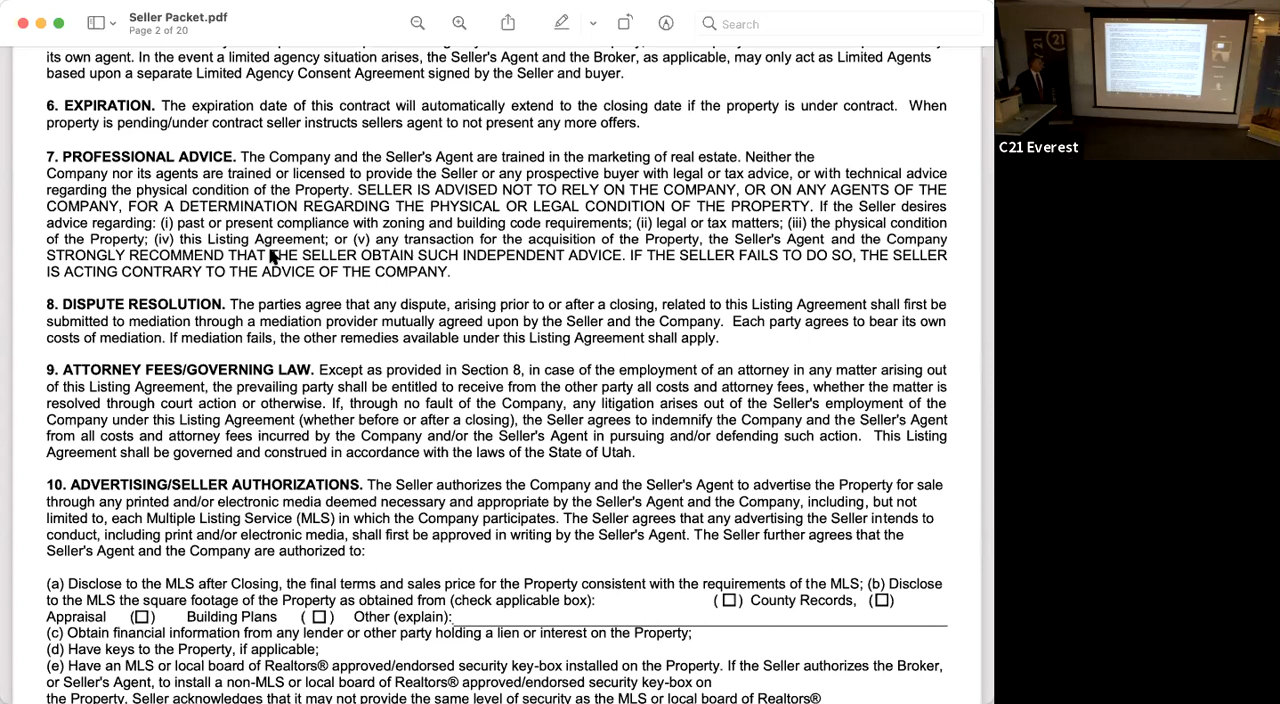 Seller Packet.pdf
Page 2 of 20
Search
its own agent. In the event a limited agency situation arises, the Seller's Agent and the Broker, as applicable, may only act as Limited Agents
based upon a separate Limited Agency Consent Agreement signed by the Seller and buyer.
6. EXPIRATION. The expiration date of this contract will automatically extend to the closing date if the property is under contract. When
property is pending/under contract seller instructs sellers agent to not present any more offers.
7. PROFESSIONAL ADVICE. The Company and the Seller's Agent are trained in the marketing of real estate. Neither the
Company nor its agents are trained or licensed to provide the Seller or any prospective buyer with legal or tax advice, or with technical advice
regarding the physical condition of the Property. SELLER IS ADVISED NOT TO RELY ON THE COMPANY, OR ON ANY AGENTS OF THE
COMPANY, FOR A DETERMINATION REGARDING THE PHYSICAL OR LEGAL CONDITION OF THE PROPERTY. If the Seller desires
advice regarding: (i) past or present compliance with zoning and building code requirements; (ii) legal or tax matters; (iii) the physical condition
of the Property; (iv) this Listing Agreement; or (v) any transaction for the acquisition of the Property, the Seller's Agent and the Company
STRONGLY RECOMMEND THAT THE SELLER OBTAIN SUCH INDEPENDENT ADVICE. IF THE SELLER FAILS TO DO SO, THE SELLER
IS ACTING CONTRARY TO THE ADVICE OF THE COMPANY.
8. DISPUTE RESOLUTION. The parties agree that any dispute, arising prior to or after a closing, related to this Listing Agreement shall first be
submitted to mediation through a mediation provider mutually agreed upon by the Seller and the Company. Each party agrees to bear its own
costs of mediation. If mediation fails, the other remedies available under this Listing Agreement shall apply.
9. ATTORNEY FEES/GOVERNING LAW. Except as provided in Section 8, in case of the employment of an attorney in any matter arising out
of this Listing Agreement, the prevailing party shall be entitled to receive from the other party all costs and attorney fees, whether the matter is
resolved through court action or otherwise. If, through no fault of the Company, any litigation arises out of the Seller's employment of the
Company under this Listing Agreement (whether before or after a closing), the Seller agrees to indemnify the Company and the Seller's Agent
from all costs and attorney fees incurred by the Company and/or the Seller's Agent in pursuing and/or defending such action. This Listing
Agreement shall be governed and construed in accordance with the laws of the State of Utah.
10. ADVERTISING/SELLER AUTHORIZATIONS. The Seller authorizes the Company and the Seller's Agent to advertise the Property for sale
through any printed and/or electronic media deemed necessary and appropriate by the Seller's Agent and the Company, including, but not
limited to, each Multiple Listing Service (MLS) in which the Company participates. The Seller agrees that any advertising the Seller intends to
conduct, including print and/or electronic media, shall first be approved in writing by the Seller's Agent. The Seller further agrees that the
Seller's Agent and the Company are authorized to:
(a) Disclose to the MLS after Closing, the final terms and sales price for the Property consistent with the requirements of the MLS; (b) Disclose
to the MLS the square footage of the Property as obtained from (check applicable box): ( ☐ ) County Records, (☐)
Appraisal (☐) Building Plans ( ☐ ) Other (explain):
(c) Obtain financial information from any lender or other party holding a lien or interest on the Property;
(d) Have keys to the Property, if applicable;
(e) Have an MLS or local board of Realtors® approved/endorsed security key-box installed on the Property. If the Seller authorizes the Broker,
or Seller's Agent, to install a non-MLS or local board of Realtors® approved/endorsed security key-box on
the Property, Seller acknowledges that it may not provide the same level of security as the MLS or local board of Realtors®
21
C21 Everest